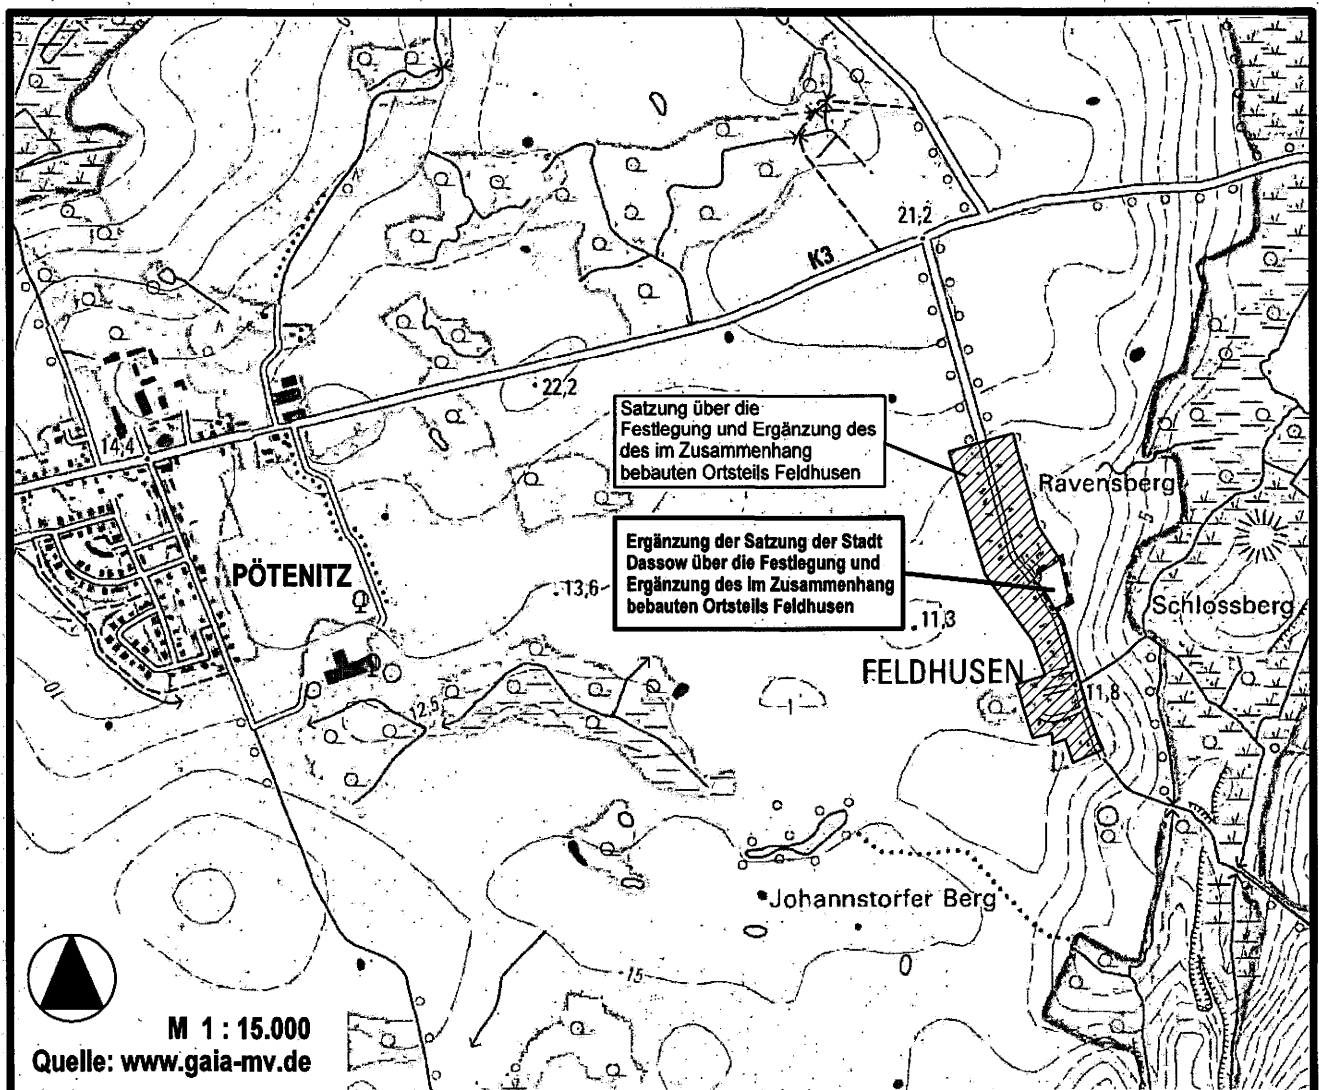 21,2
K3
22,2
Satzung über die
Festlegung und Ergänzung des
des im Zusammenhang
bebauten Ortsteils Feldhusen
14,4
Ravensberg
5
Ergänzung der Satzung der Stadt
Dassow über die Festlegung und
Ergänzung des im Zusammenhang
bebauten Ortsteils Feldhusen
PÖTENITZ
13,6
Schlossberg
11,3
FELDHUSEN
10
11,8
12,5
Johannstorfer Berg
15
M 1 : 15.000
Quelle: www.gaia-mv.de